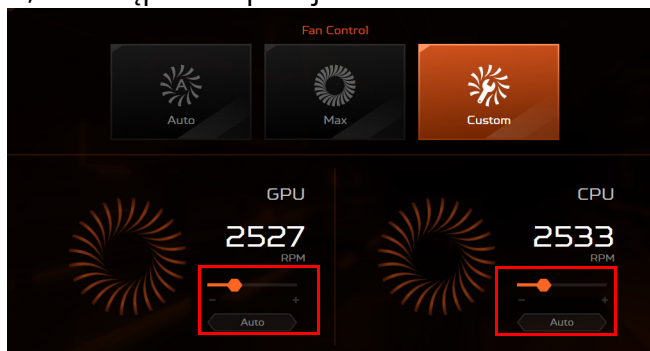 Fan Control
Auto
Max
Custom
GPU
2527
RPM
- +
Auto
CPU
2533
RPM
- +
Auto